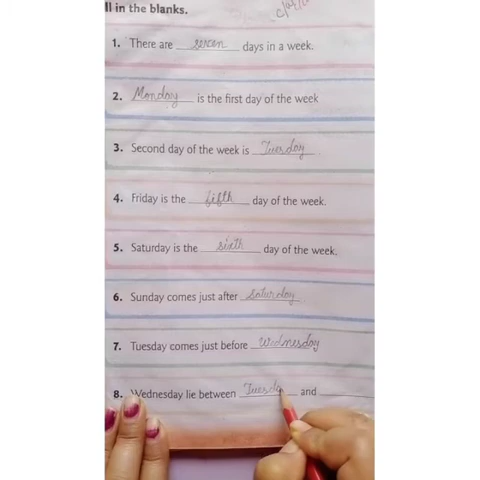 ll in the blanks.
1. There are seven days in a week.
2. Monday is the first day of the week
3. Second day of the week is Tuesday.
4. Friday is the fifth day of the week.
5. Saturday is the sixth day of the week.
6. Sunday comes just after Saturday.
7. Tuesday comes just before Wednesday
8. Wednesday lie between Tuesda and